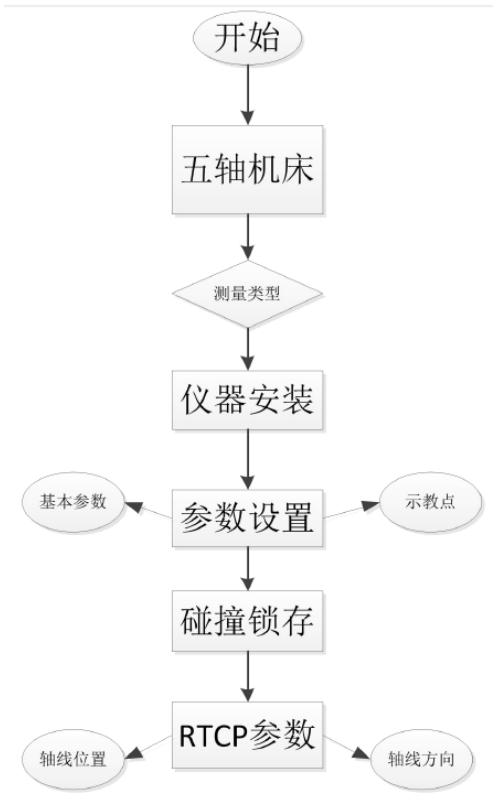 开始
五轴机床
测量类型
仪器安装
基本参数
参数设置
示教点
碰撞锁存
RTCP参数
轴线位置
轴线方向